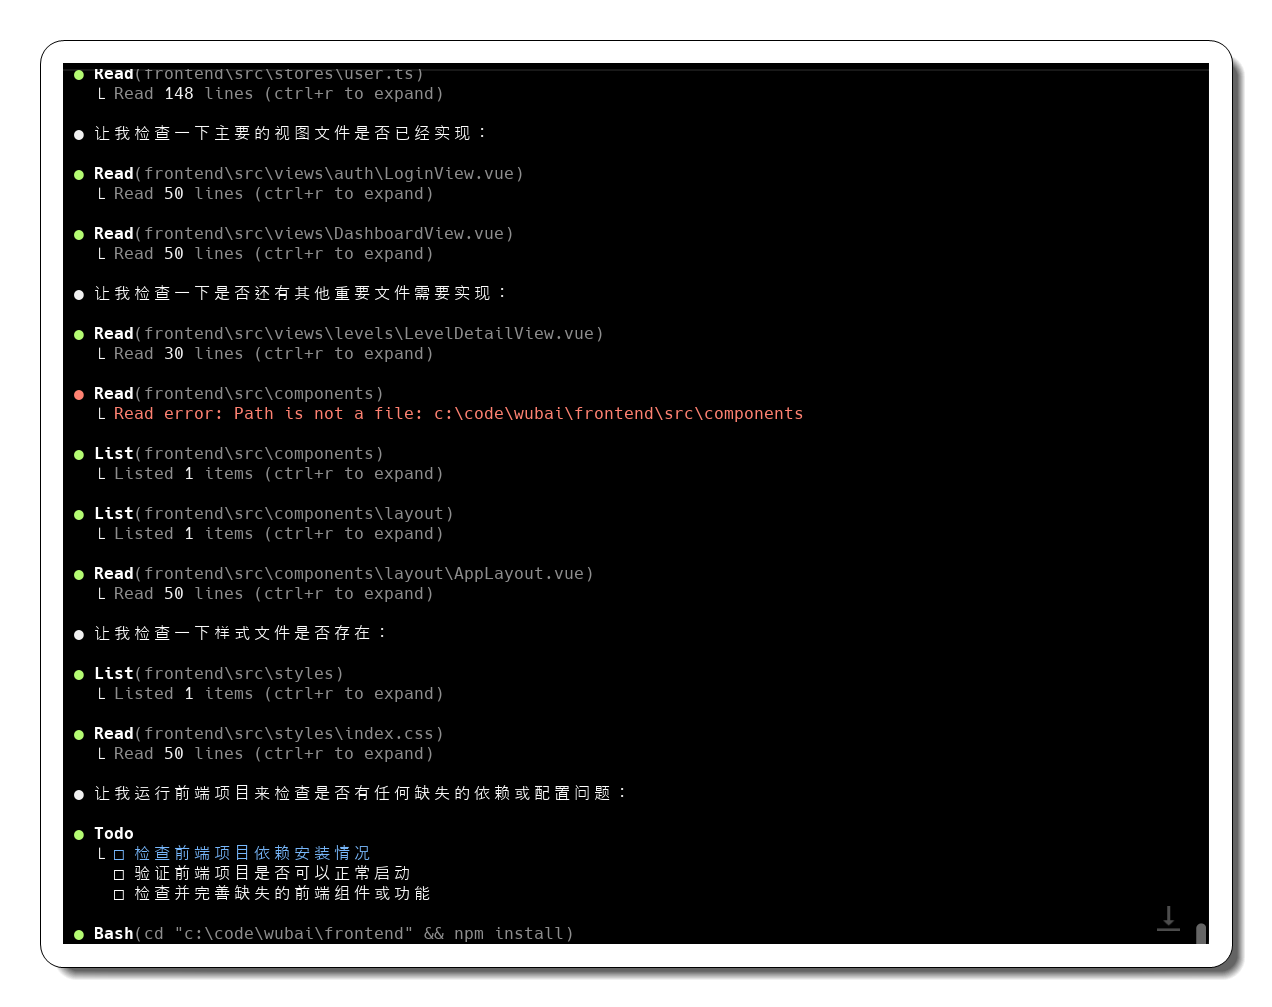 ● Read(frontend\src\stores\user.ts)
└ Read 148 lines (ctrl+r to expand)
● 让我检查一下主要的视图文件是否已经实现：
● Read(frontend\src\views\auth\LoginView.vue)
└ Read 50 lines (ctrl+r to expand)
● Read(frontend\src\views\DashboardView.vue)
└ Read 50 lines (ctrl+r to expand)
● 让我检查一下是否还有其他重要文件需要实现：
● Read(frontend\src\views\levels\LevelDetailView.vue)
└ Read 30 lines (ctrl+r to expand)
● Read(frontend\src\components)
└ Read error: Path is not a file: c:\code\wubai\frontend\src\components
● List(frontend\src\components)
└ Listed 1 items (ctrl+r to expand)
● List(frontend\src\components\layout)
└ Listed 1 items (ctrl+r to expand)
● Read(frontend\src\components\layout\AppLayout.vue)
└ Read 50 lines (ctrl+r to expand)
● 让我检查一下样式文件是否存在：
● List(frontend\src\styles)
└ Listed 1 items (ctrl+r to expand)
● Read(frontend\src\styles\index.css)
└ Read 50 lines (ctrl+r to expand)
● 让我运行前端项目来检查是否有任何缺失的依赖或配置问题：
● Todo
└ □ 检查前端项目依赖安装情况
□ 验证前端项目是否可以正常启动
□ 检查并完善缺失的前端组件或功能
● Bash(cd "c:\code\wubai\frontend" && npm install)